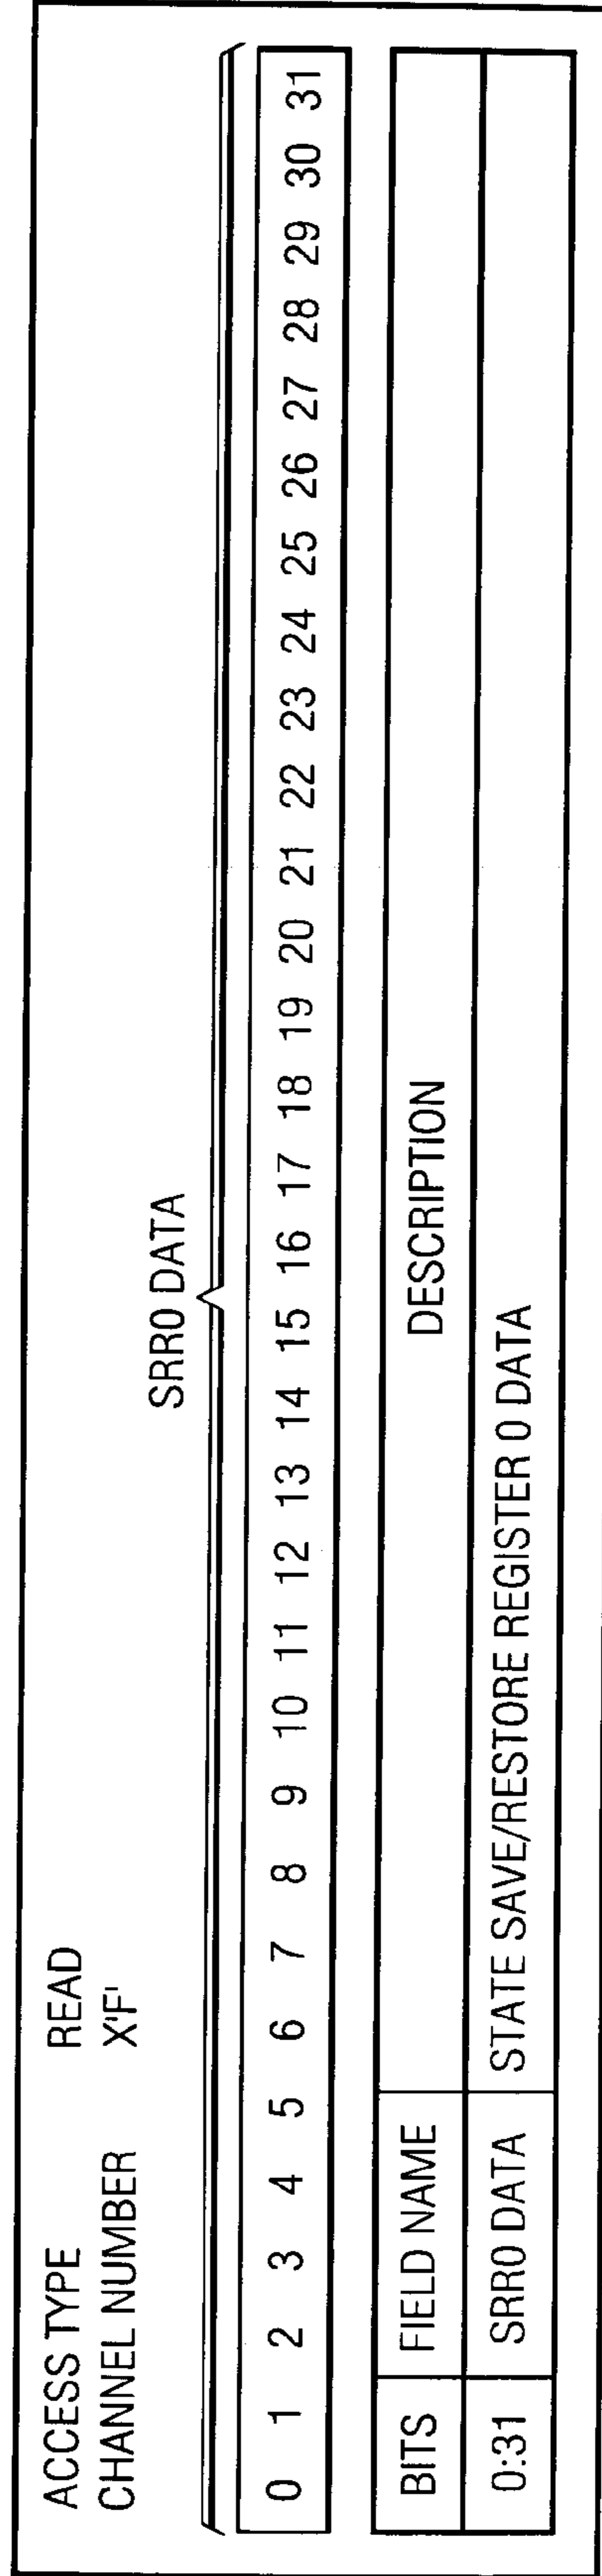 ACCESS TYPE READ
CHANNEL NUMBER X'F'
SRR0 DATA
0 1 2 3 4 5 6 7 8 9 10 11 12 13 14 15 16 17 18 19 20 21 22 23 24 25 26 27 28 29 30 31
BITS FIELD NAME DESCRIPTION
0:31 SRR0 DATA STATE SAVE/RESTORE REGISTER 0 DATA